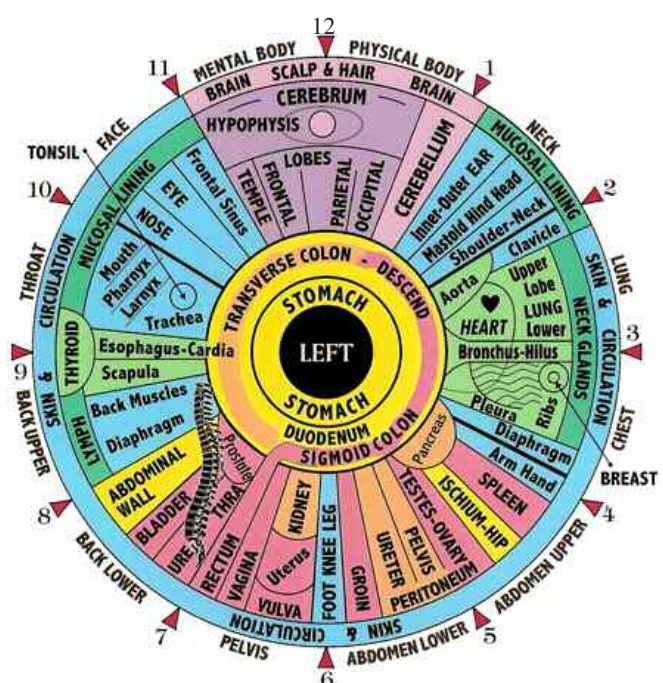 12
MENTAL BODY
PHYSICAL BODY
11
1
BRAIN
SCALP & HAIR
BRAIN
CEREBRUM
HYPOPHYSIS
LOBES
TEMPLE
FRONTAL
PARIETAL
OCCIPITAL
CEREBELLUM
FACE
NECK
TONSIL
MUCOSAL LINING
Inner-Outer EAR
Mastoid Hind Head
Shoulder-Neck
Clavicle
2
10
MUCOSAL LINING
Frontal Sinus
EYE
NOSE
Mouth
Pharnyx
Larnyx
Trachea
THROAT
CIRCULATION
LUNG
SKIN & CIRCULATION
NECK GLANDS
Aorta
Upper
Lobe
LUNG
Lower
HEART
Bronchus-Hilus
3
Pleura
Ribs
CHEST
BREAST
Diaphragm
Arm Hand
4
TRANSVERSE COLON - DESCEND
STOMACH
LEFT
STOMACH
DUODENUM
SIGMOID COLON
THYROID
Esophagus-Cardia
Scapula
9
BACK UPPER
SKIN &
LYMPH
Back Muscles
Diaphragm
8
ABDOMINAL
WALL
BLADDER
URE
THRA
Prostate
BACK LOWER
RECTUM
VAGINA
KIDNEY
Uterus
VULVA
7
PELVIS
FOOT KNEE LEG
6
GROIN
URETER
PELVIS
PERITONEUM
TESTES-OVARY
Pancreas
ISCHIUM-HIP
SPLEEN
SKIN & CIRCULATION
ABDOMEN LOWER
5
ABDOMEN UPPER